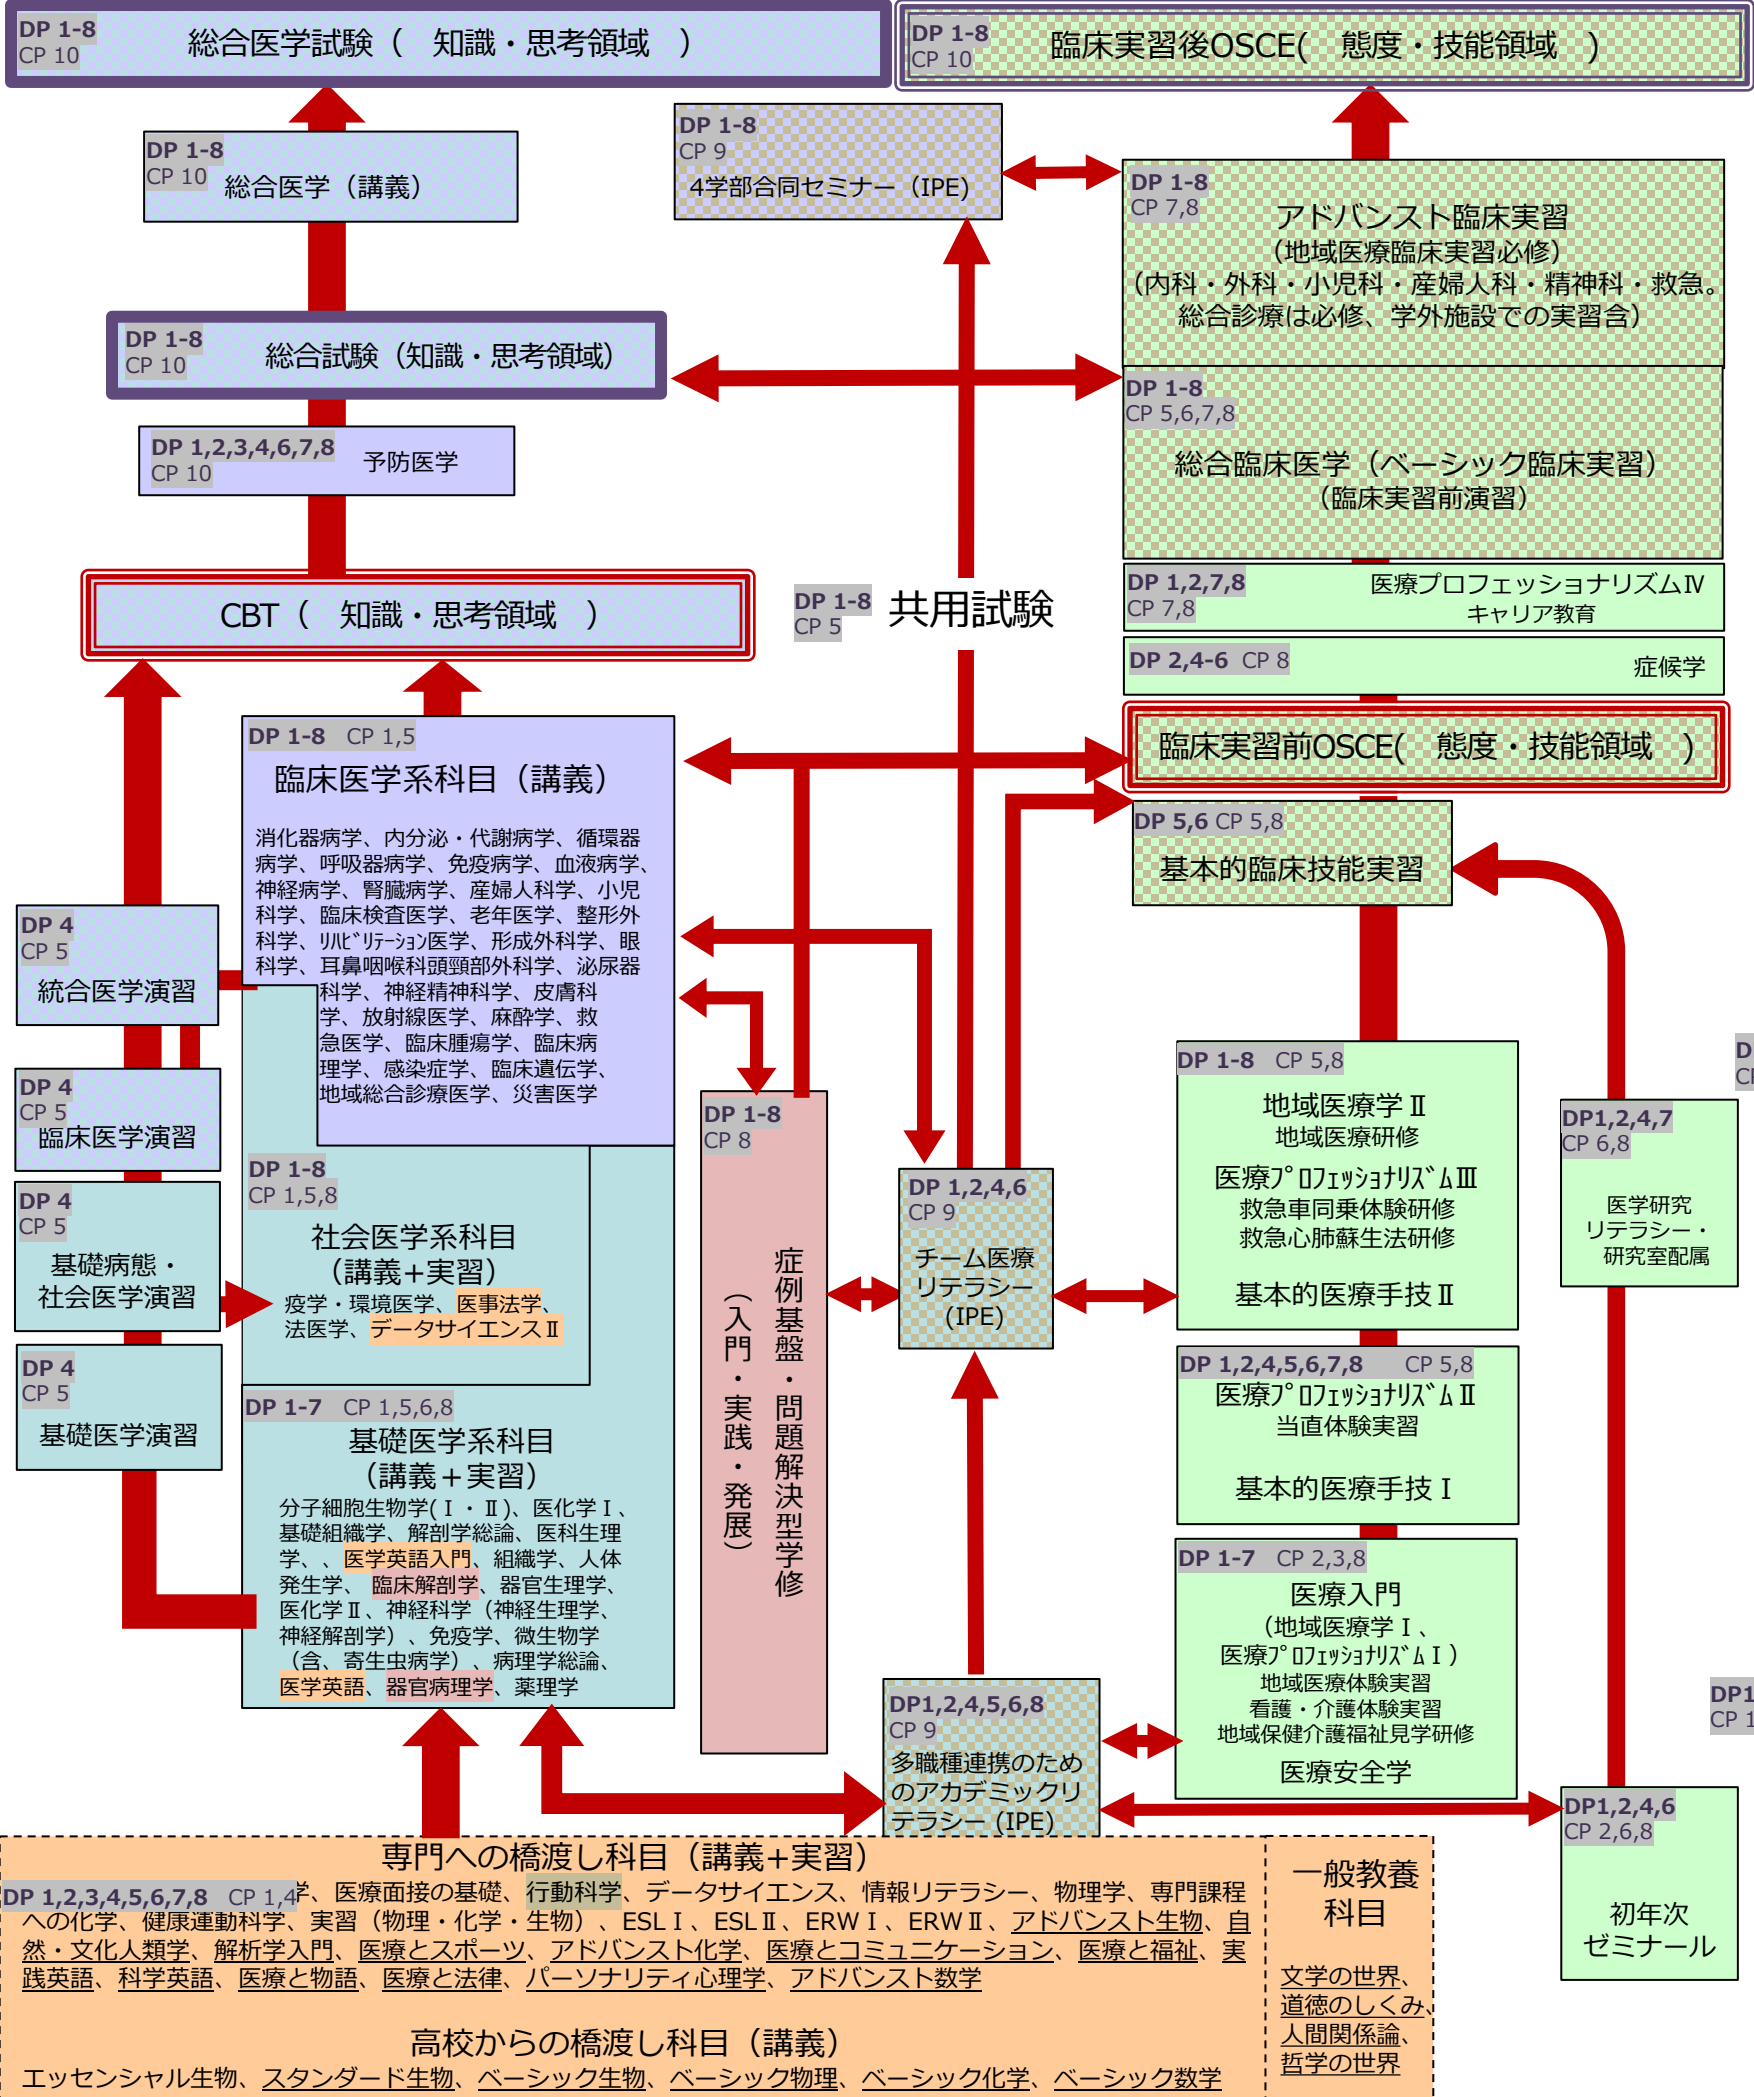 DP 1-8
CP 10
総合医学試験（　知識・思考領域　）
DP 1-8
CP 10
臨床実習後OSCE(　態度・技能領域　)
DP 1-8
CP 10
総合医学（講義）
DP 1-8
CP 9
4学部合同セミナー（IPE)
DP 1-8
CP 7,8
アドバンスト臨床実習
（地域医療臨床実習必修）
（内科・外科・小児科・産婦人科・精神科・救急。
総合診療は必修、学外施設での実習含）
DP 1-8
CP 10
総合試験（知識・思考領域）
DP 1-8
CP 5,6,7,8
総合臨床医学（ベーシック臨床実習）
（臨床実習前演習）
DP 1,2,3,4,6,7,8
CP 10
予防医学
CBT（　知識・思考領域　）
DP 1-8
CP 5
共用試験
DP 1,2,7,8
CP 7,8
医療プロフェッショナリズムⅣ
キャリア教育
DP 2,4-6 CP 8
症候学
臨床実習前OSCE(　態度・技能領域　)
DP 1-8 CP 1,5
臨床医学系科目（講義）
消化器病学、内分泌・代謝病学、循環器
病学、呼吸器病学、免疫病学、血液病学、
神経病学、腎臓病学、産婦人科学、小児
科学、臨床検査医学、老年医学、整形外
科学、ﾘﾊﾋﾞﾘﾃｰｼｮﾝ医学、形成外科学、眼
科学、耳鼻咽喉科頭頸部外科学、泌尿器
科学、神経精神科学、皮膚科
学、放射線医学、麻酔学、救
急医学、臨床腫瘍学、臨床病
理学、感染症学、臨床遺伝学、
地域総合診療医学、災害医学
DP 5,6 CP 5,8
基本的臨床技能実習
DP 4
CP 5
統合医学演習
DP 4
CP 5
臨床医学演習
DP 4
CP 5
基礎病態・
社会医学演習
DP 4
CP 5
基礎医学演習
DP 1-8
CP 1,5,8
社会医学系科目
（講義+実習）
疫学・環境医学、医事法学、
法医学、データサイエンスⅡ
DP 1-7 CP 1,5,6,8
基礎医学系科目
（講義＋実習）
分子細胞生物学(Ⅰ・Ⅱ)、医化学Ⅰ、
基礎組織学、解剖学総論、医科生理
学、、医学英語入門、組織学、人体
発生学、 臨床解剖学、器官生理学、
医化学Ⅱ、神経科学（神経生理学、
神経解剖学）、免疫学、微生物学
（含、寄生虫病学）、病理学総論、
医学英語、器官病理学、薬理学
DP 1-8
CP 8
症例基盤・問題解決型学修
（入門・実践・発展）
DP 1,2,4,6
CP 9
チーム医療
リテラシー
(IPE)
DP 1-8 CP 5,8
地域医療学Ⅱ
地域医療研修
医療ﾌﾟﾛﾌｪｯｼｮﾅﾘｽﾞﾑⅢ
救急車同乗体験研修
救急心肺蘇生法研修
基本的医療手技Ⅱ
DP 1,2,4,5,6,7,8 CP 5,8
医療ﾌﾟﾛﾌｪｯｼｮﾅﾘｽﾞﾑⅡ
当直体験実習
基本的医療手技Ⅰ
DP 1-7 CP 2,3,8
医療入門
（地域医療学Ⅰ、
医療ﾌﾟﾛﾌｪｯｼｮﾅﾘｽﾞﾑⅠ）
地域医療体験実習
看護・介護体験実習
地域保健介護福祉見学研修
医療安全学
DP1,2,4,7
CP 6,8
医学研究
リテラシー・
研究室配属
DP1,2,4,5,6,8
CP 9
多職種連携のため
のアカデミックリ
テラシー (IPE)
DP1,2,4,6
CP 2,6,8
初年次
ゼミナール
D
CP
DP1
CP 1
専門への橋渡し科目（講義+実習）
DP 1,2,3,4,5,6,7,8 CP 1,4
学、医療面接の基礎、行動科学、データサイエンス、情報リテラシー、物理学、専門課程
への化学、健康運動科学、実習（物理・化学・生物）、ESLⅠ、ESLⅡ、ERWⅠ、ERWⅡ、アドバンスト生物、自
然・文化人類学、解析学入門、医療とスポーツ、アドバンスト化学、医療とコミュニケーション、医療と福祉、実
践英語、科学英語、医療と物語、医療と法律、パーソナリティ心理学、アドバンスト数学
高校からの橋渡し科目（講義）
エッセンシャル生物、スタンダード生物、ベーシック生物、ベーシック物理、ベーシック化学、ベーシック数学
一般教養
科目
文学の世界、
道徳のしくみ、
人間関係論、
哲学の世界